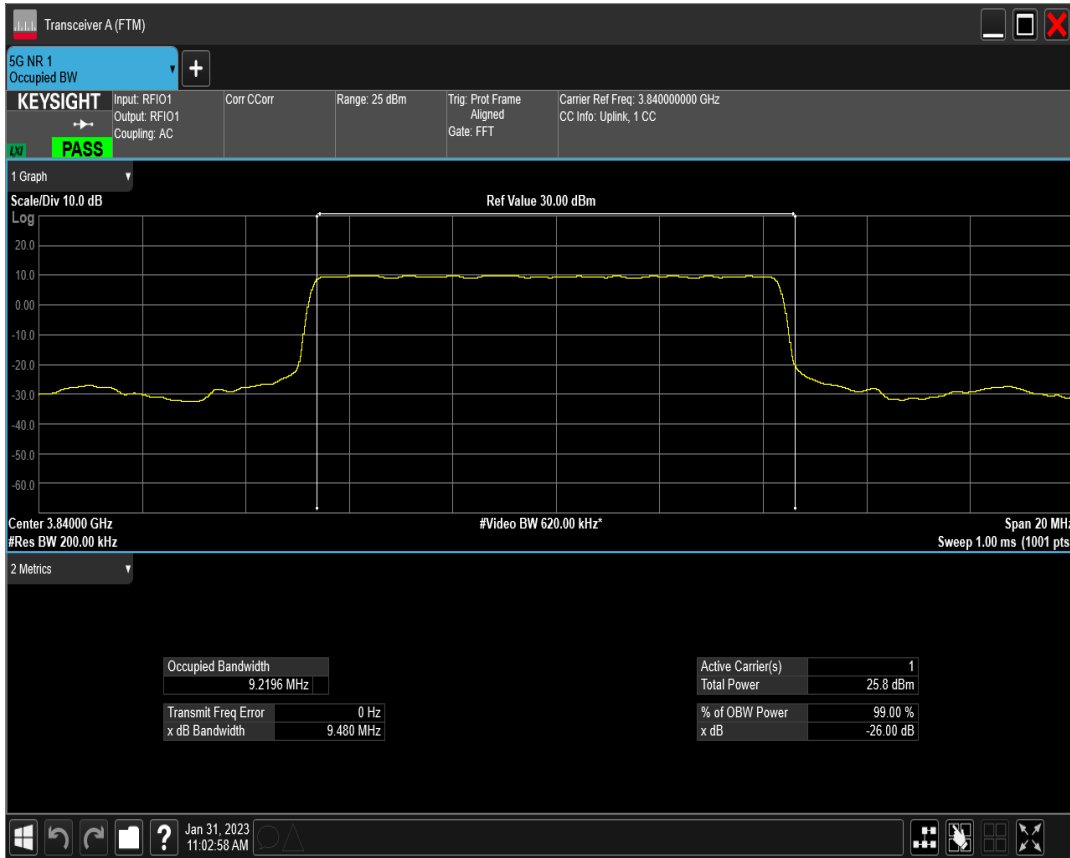 Transceiver A (FTM)
5G NR 1
Occupied BW
+
KEYSIGHT
LXI
PASS
Input: RFIO1
Output: RFIO1
Coupling: AC
Corr CCorr
Range: 25 dBm
Trig: Prot Frame
Aligned
Gate: FFT
Carrier Ref Freq: 3.840000000 GHz
CC Info: Uplink, 1 CC
1 Graph
Scale/Div 10.0 dB
Ref Value 30.00 dBm
Log
20.0
10.0
0.00
-10.0
-20.0
-30.0
-40.0
-50.0
-60.0
Center 3.84000 GHz
#Video BW 620.00 kHz*
Span 20 MHz
#Res BW 200.00 kHz
Sweep 1.00 ms (1001 pts
2 Metrics
Occupied Bandwidth
9.2196 MHz
Transmit Freq Error 0 Hz
x dB Bandwidth 9.480 MHz
Active Carrier(s) 1
Total Power 25.8 dBm
% of OBW Power 99.00 %
x dB -26.00 dB
?
Jan 31, 2023
11:02:58 AM